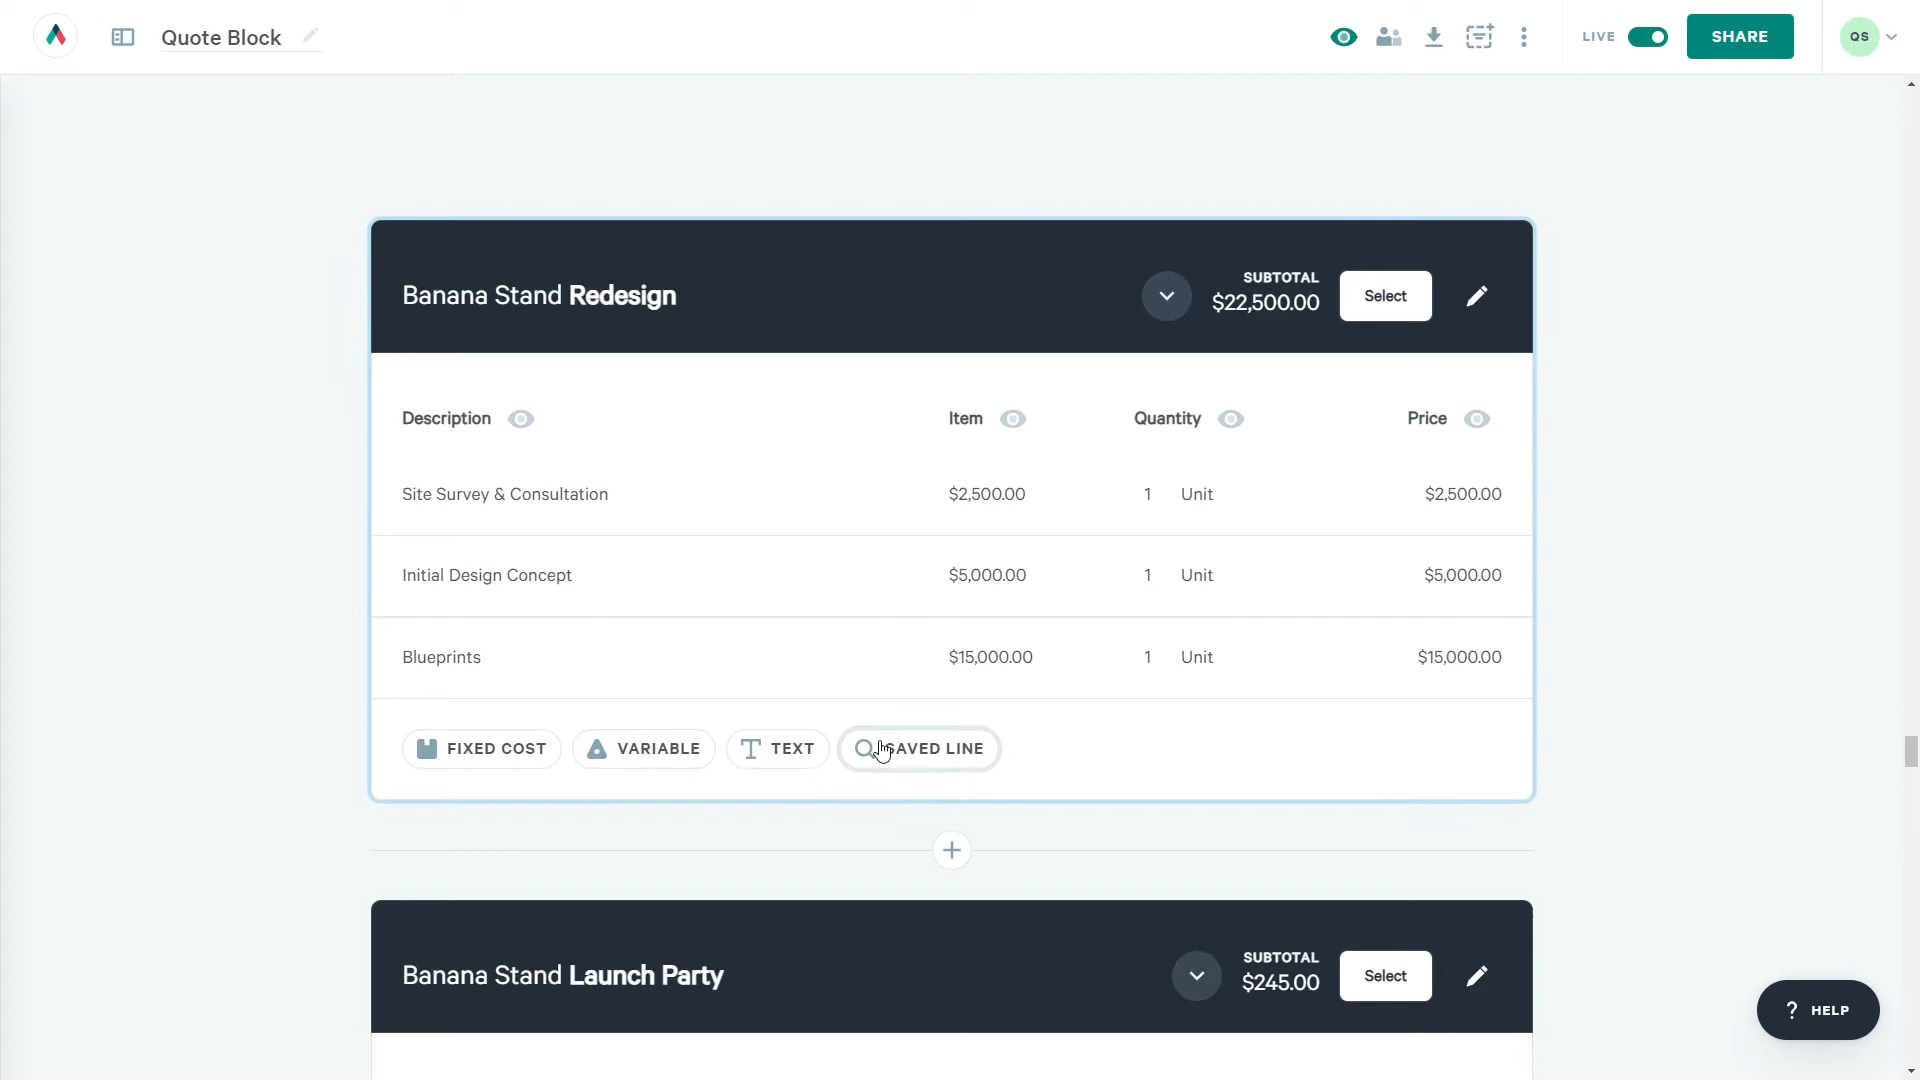 Quote Block
LIVE
SHARE
QS
Banana Stand Redesign
SUBTOTAL
$22,500.00
Select
Description Item Quantity Price
Site Survey & Consultation $2,500.00 1 Unit $2,500.00
Initial Design Concept $5,000.00 1 Unit $5,000.00
Blueprints $15,000.00 1 Unit $15,000.00
FIXED COST VARIABLE TEXT SAVED LINE
Banana Stand Launch Party
SUBTOTAL
$245.00
Select
? HELP